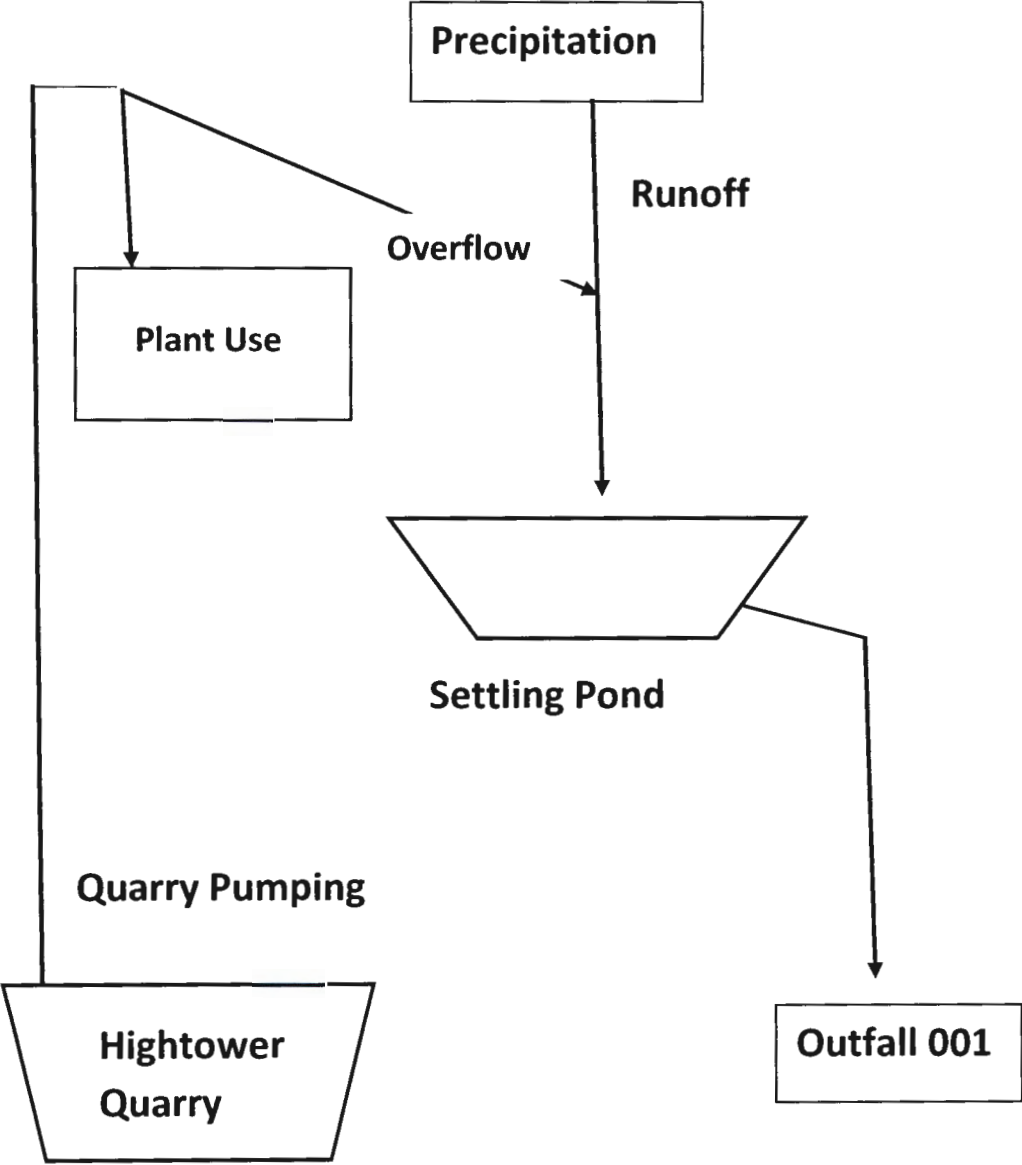 Precipitation
Runoff
Overflow
Plant Use
Settling Pond
Quarry Pumping
Hightower
Quarry
Outfall 001